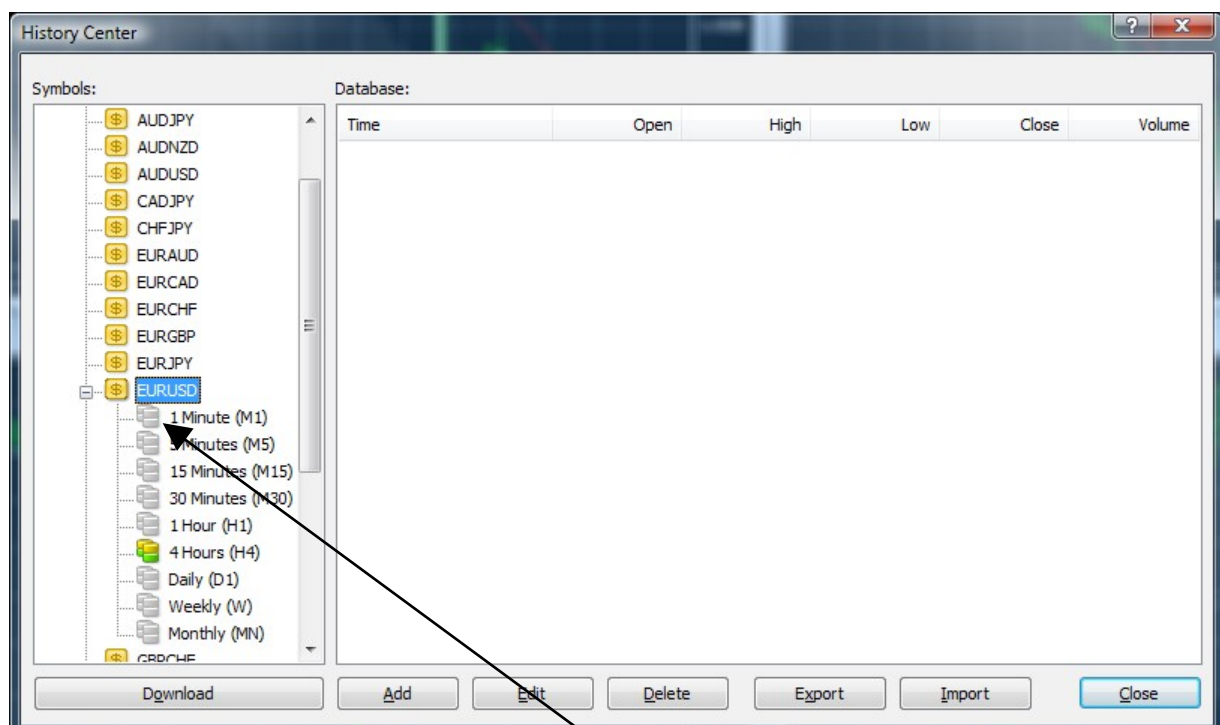 History Center
Symbols:
Database:
AUDJPY
AUDNZD
AUDUSD
CADJPY
CHFJPY
EURAUD
EURCAD
EURCHF
EURGBP
EURJPY
EURUSD
1 Minute (M1)
5 Minutes (M5)
15 Minutes (M15)
30 Minutes (M30)
1 Hour (H1)
4 Hours (H4)
Daily (D1)
Weekly (W)
Monthly (MN)
GBPCHF
Time Open High Low Close Volume
Download Add Edit Delete Export Import Close